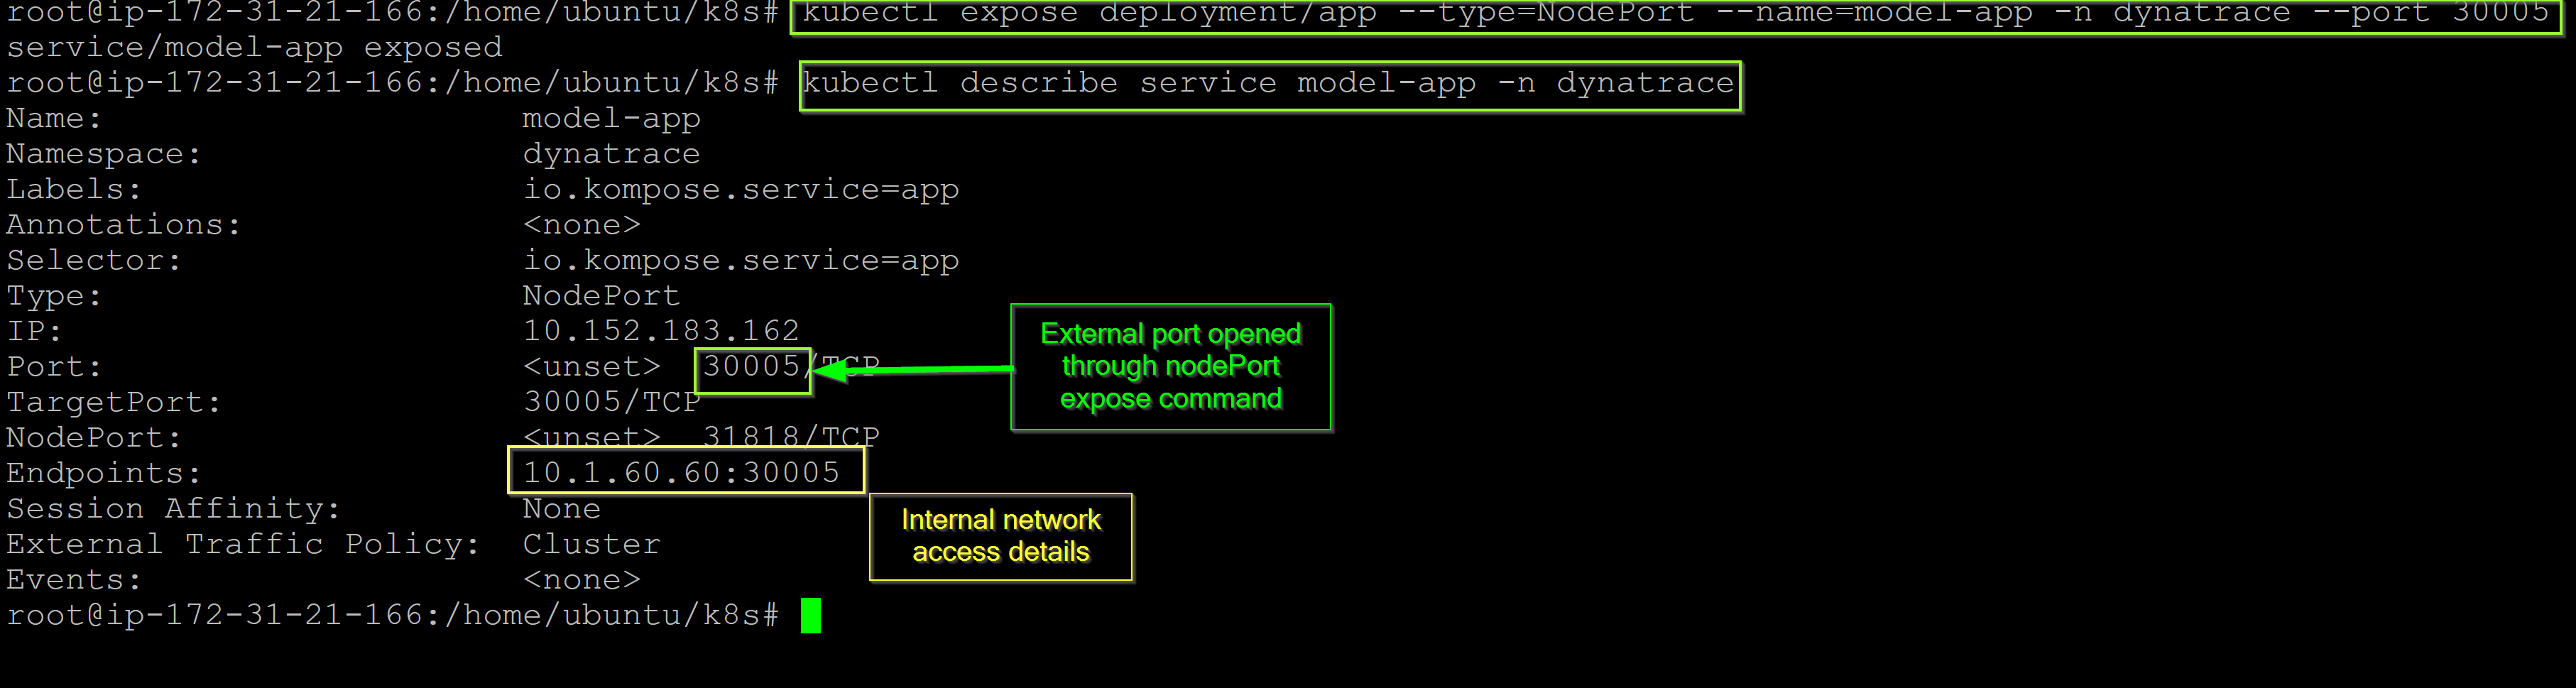 root@ip-172-31-21-166:/home/ubuntu/k8s# kubectl expose deployment/app --type=NodePort --name=model-app -n dynatrace --port 30005
service/model-app exposed
root@ip-172-31-21-166:/home/ubuntu/k8s# kubectl describe service model-app -n dynatrace
Name: model-app
Namespace: dynatrace
Labels: io.kompose.service=app
Annotations: <none>
Selector: io.kompose.service=app
Type: NodePort
IP: 10.152.183.162
Port: <unset> 30005/TCP
TargetPort: 30005/TCP
NodePort: <unset> 31818/TCP
Endpoints: 10.1.60.60:30005
Session Affinity: None
External Traffic Policy: Cluster
Events: <none>
root@ip-172-31-21-166:/home/ubuntu/k8s#
External port opened
through nodePort
expose command
Internal network
access details